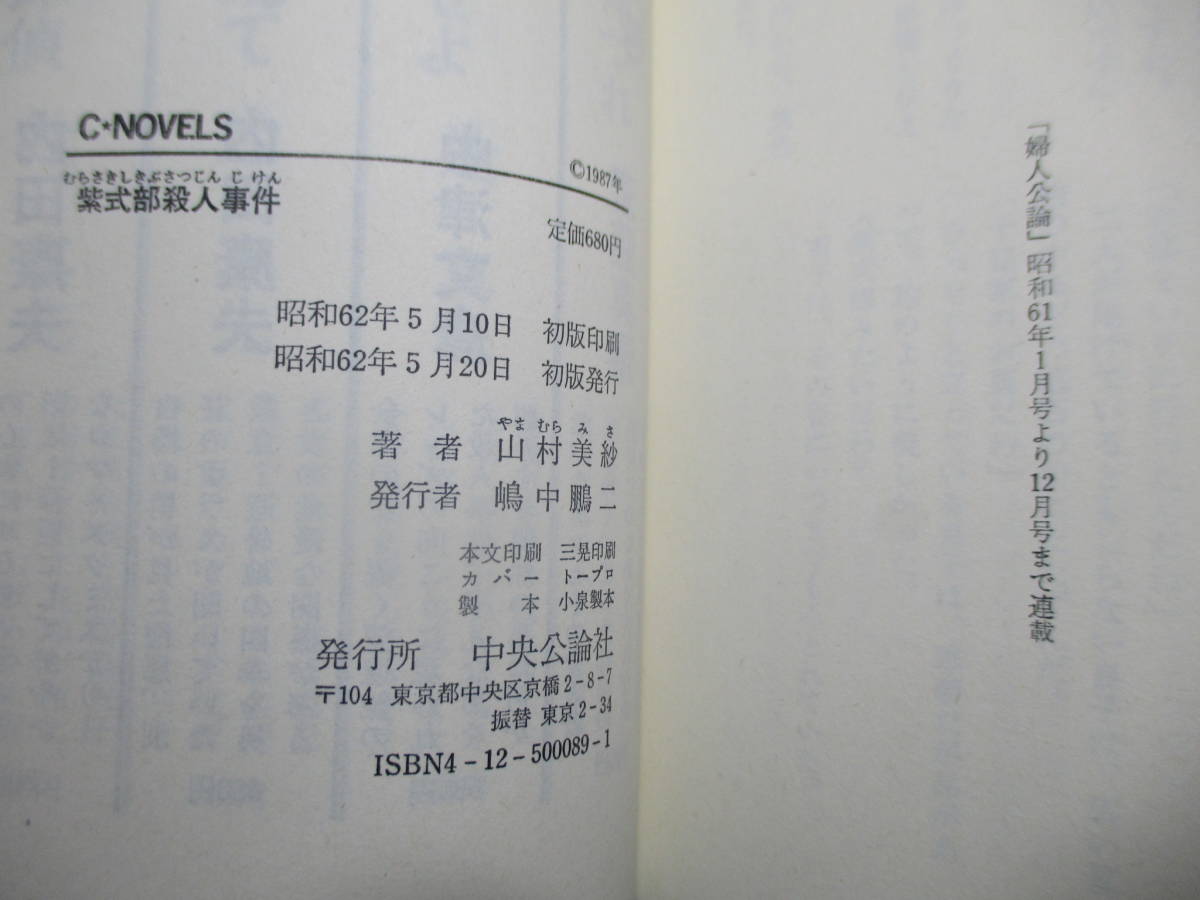 「婦人公論」昭和61年1月号より12月号まで連載
C★NOVELS
©1987年
むらさきしきぶさつじんじけん
紫式部殺人事件
定価680円
昭和62年5月10日 初版印刷
昭和62年5月20日 初版発行
やまむらみさ
著者 山村美紗
発行者 嶋中鵬二
本文印刷 三晃印刷
カバー トープロ
製本 小泉製本
発行所 中央公論社
〒104 東京都中央区京橋2-8-7
振替 東京2-34
ISBN4-12-500089-1